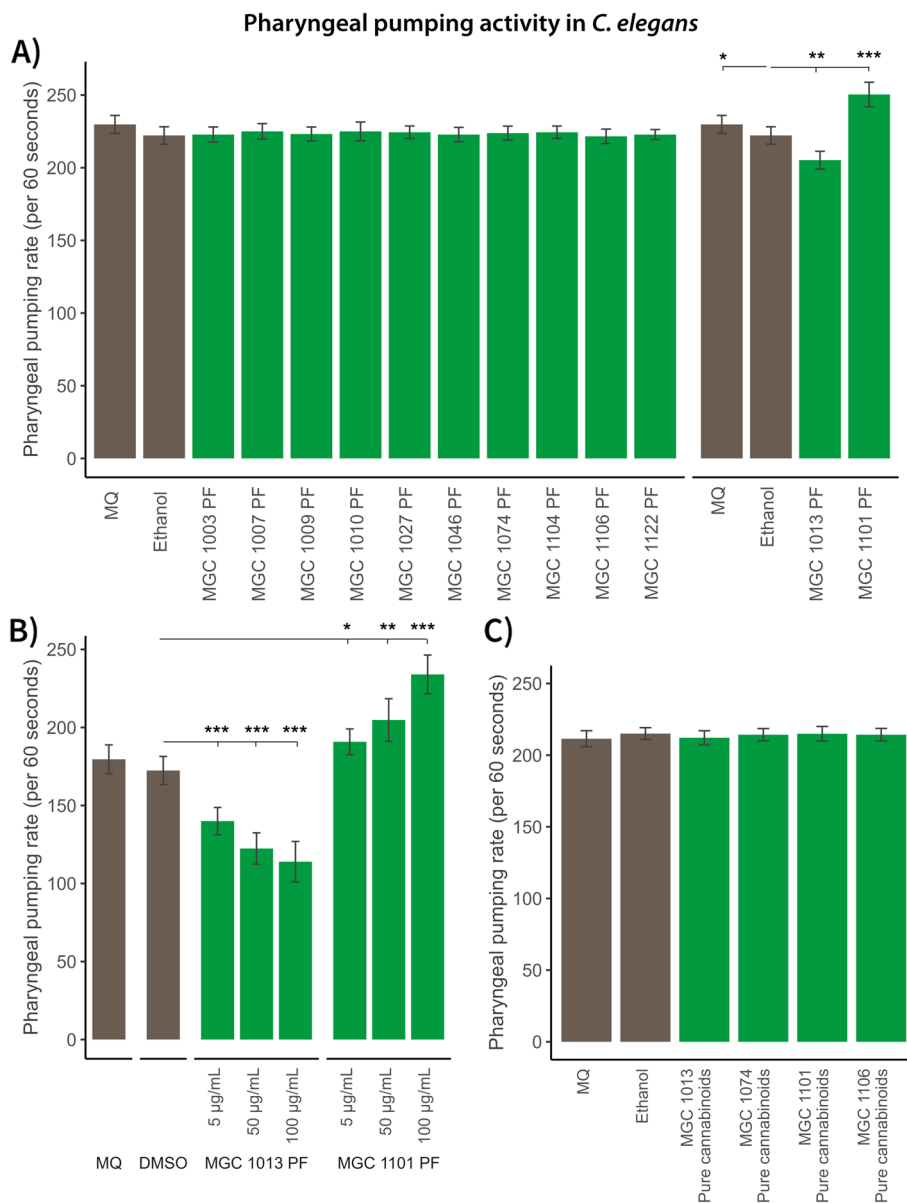 Pharyngeal pumping activity in C. elegans
A)
Pharyngeal pumping rate (per 60 seconds)
250
200
150
100
50
0
* ** ***
MQ
Ethanol
MGC 1003 PF
MGC 1007 PF
MGC 1009 PF
MGC 1010 PF
MGC 1027 PF
MGC 1046 PF
MGC 1074 PF
MGC 1104 PF
MGC 1106 PF
MGC 1122 PF
MQ
Ethanol
MGC 1013 PF
MGC 1101 PF
B)
Pharyngeal pumping rate (per 60 seconds)
250
200
150
100
50
0
* ** ***
*** *** ***
5 µg/mL
50 µg/mL
100 µg/mL
5 µg/mL
50 µg/mL
100 µg/mL
MQ DMSO MGC 1013 PF MGC 1101 PF
C)
Pharyngeal pumping rate (per 60 seconds)
250
200
150
100
50
0
MQ
Ethanol
MGC 1013
Pure cannabinoids
MGC 1074
Pure cannabinoids
MGC 1101
Pure cannabinoids
MGC 1106
Pure cannabinoids